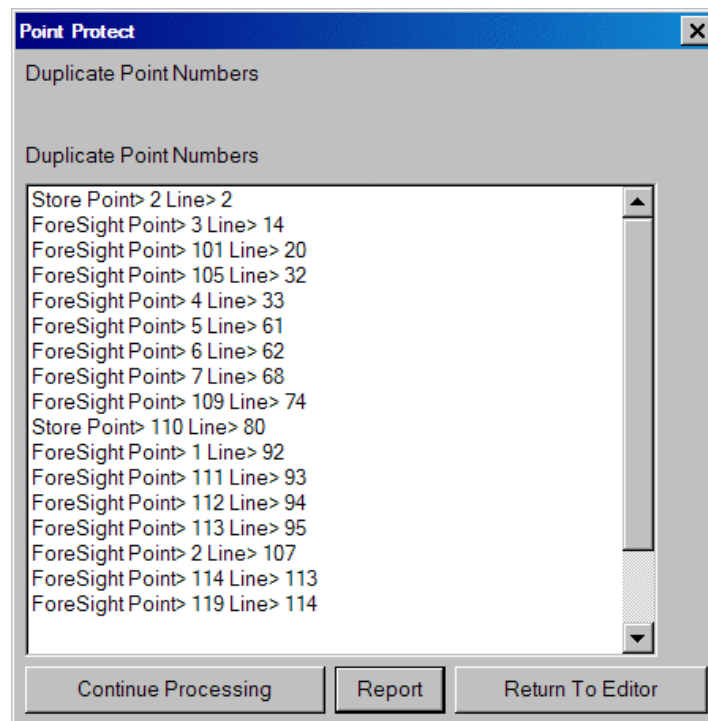 Point Protect
Duplicate Point Numbers
Duplicate Point Numbers
Store Point> 2 Line> 2
ForeSight Point> 3 Line> 14
ForeSight Point> 101 Line> 20
ForeSight Point> 105 Line> 32
ForeSight Point> 4 Line> 33
ForeSight Point> 5 Line> 61
ForeSight Point> 6 Line> 62
ForeSight Point> 7 Line> 68
ForeSight Point> 109 Line> 74
Store Point> 110 Line> 80
ForeSight Point> 1 Line> 92
ForeSight Point> 111 Line> 93
ForeSight Point> 112 Line> 94
ForeSight Point> 113 Line> 95
ForeSight Point> 2 Line> 107
ForeSight Point> 114 Line> 113
ForeSight Point> 119 Line> 114
Continue Processing Report Return To Editor